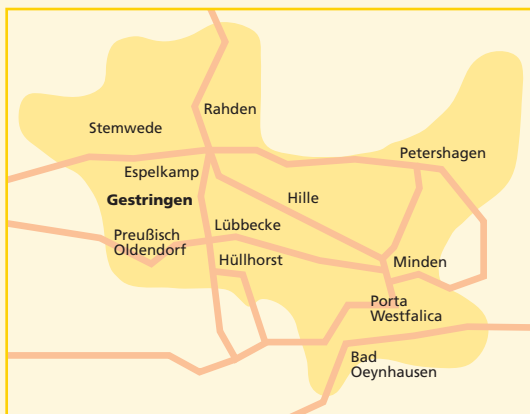 Rahden
Stemwede
Petershagen
Espelkamp
Gestringen
Hille
Lübbecke
Preußisch
Oldendorf
Hüllhorst
Minden
Porta
Westfalica
Bad
Oeynhausen